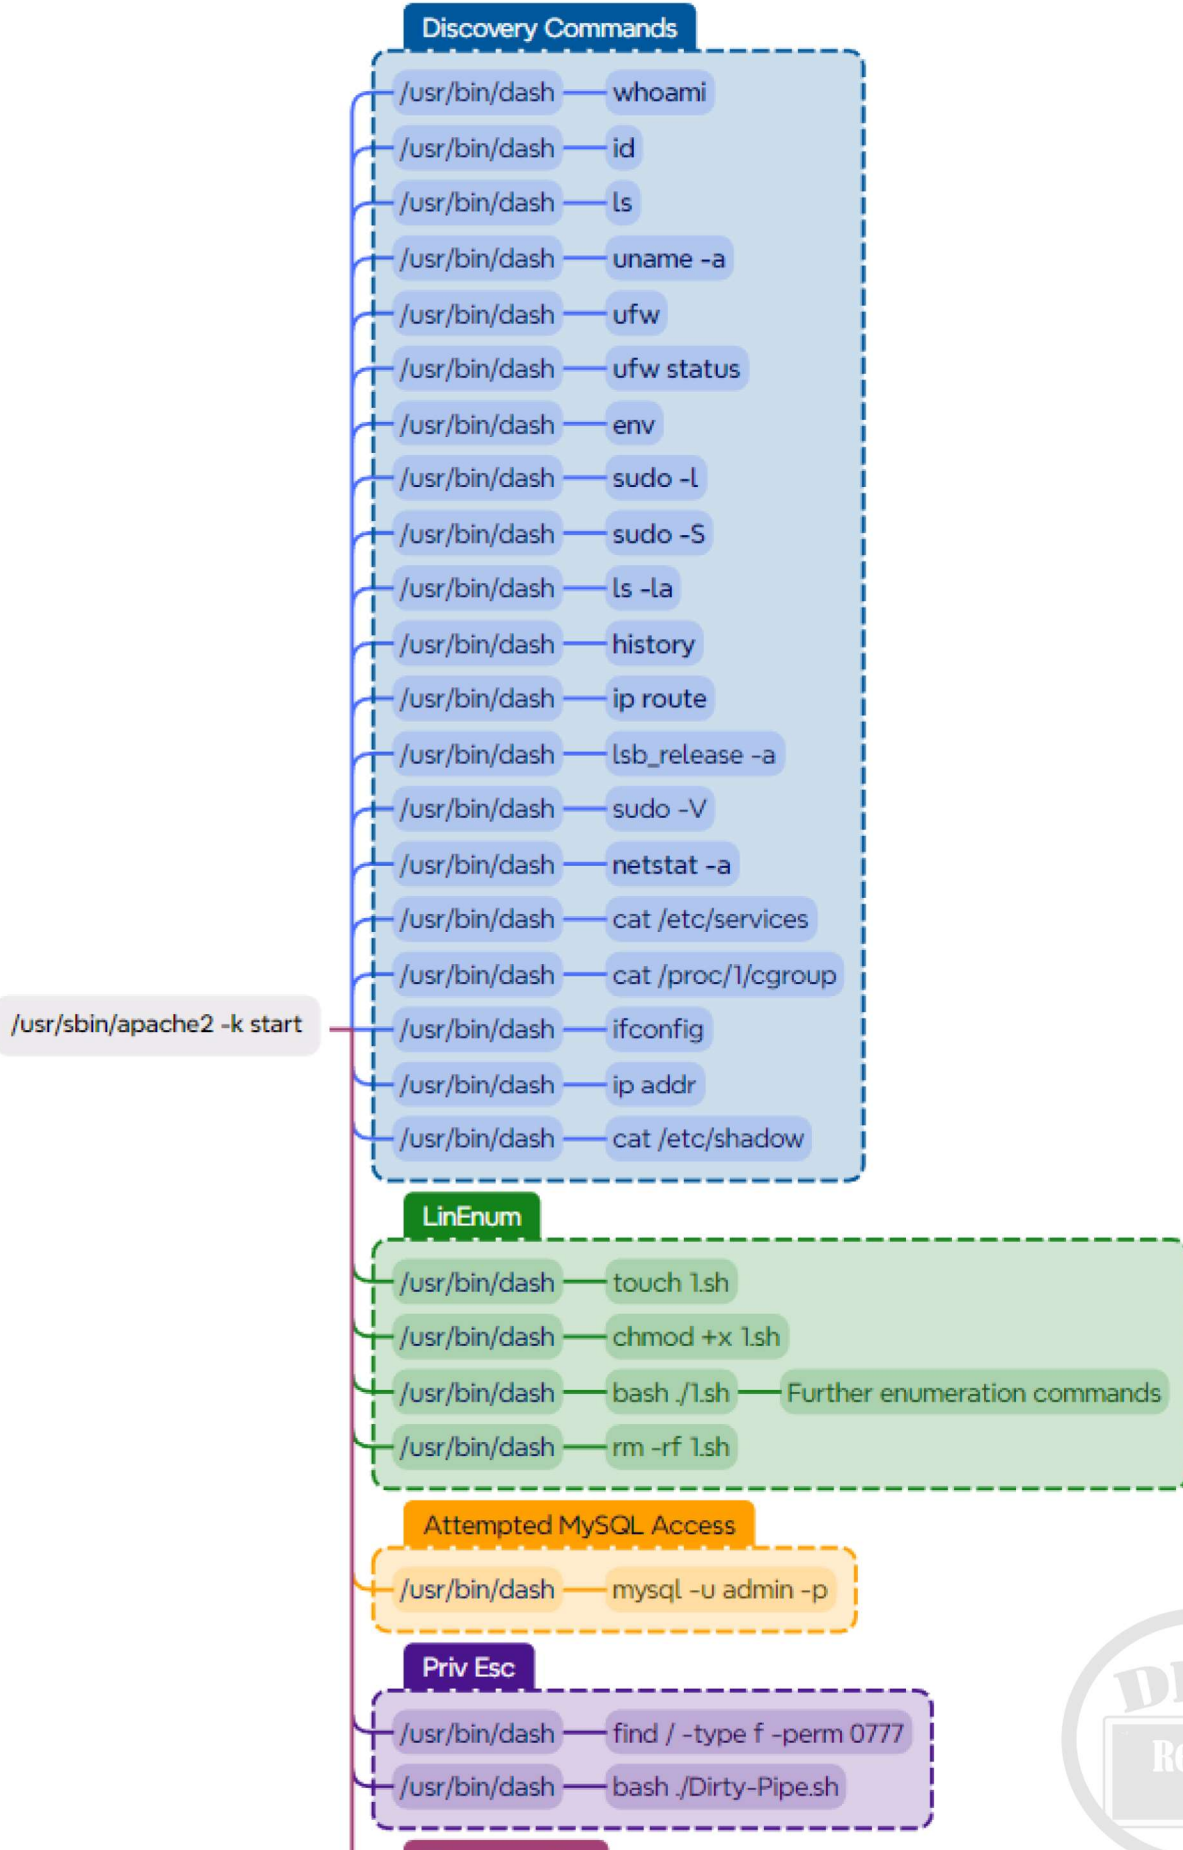 Discovery Commands
/usr/bin/dash whoami
/usr/bin/dash id
/usr/bin/dash ls
/usr/bin/dash uname -a
/usr/bin/dash ufw
/usr/bin/dash ufw status
/usr/bin/dash env
/usr/bin/dash sudo -l
/usr/bin/dash sudo -S
/usr/bin/dash ls -la
/usr/bin/dash history
/usr/bin/dash ip route
/usr/bin/dash lsb_release -a
/usr/bin/dash sudo -V
/usr/bin/dash netstat -a
/usr/bin/dash cat /etc/services
/usr/bin/dash cat /proc/1/cgroup
/usr/sbin/apache2 -k start
/usr/bin/dash ifconfig
/usr/bin/dash ip addr
/usr/bin/dash cat /etc/shadow
LinEnum
/usr/bin/dash touch 1.sh
/usr/bin/dash chmod +x 1.sh
/usr/bin/dash bash ./1.sh Further enumeration commands
/usr/bin/dash rm -rf 1.sh
Attempted MySQL Access
/usr/bin/dash mysql -u admin -p
Priv Esc
/usr/bin/dash find / -type f -perm 0777
/usr/bin/dash bash ./Dirty-Pipe.sh